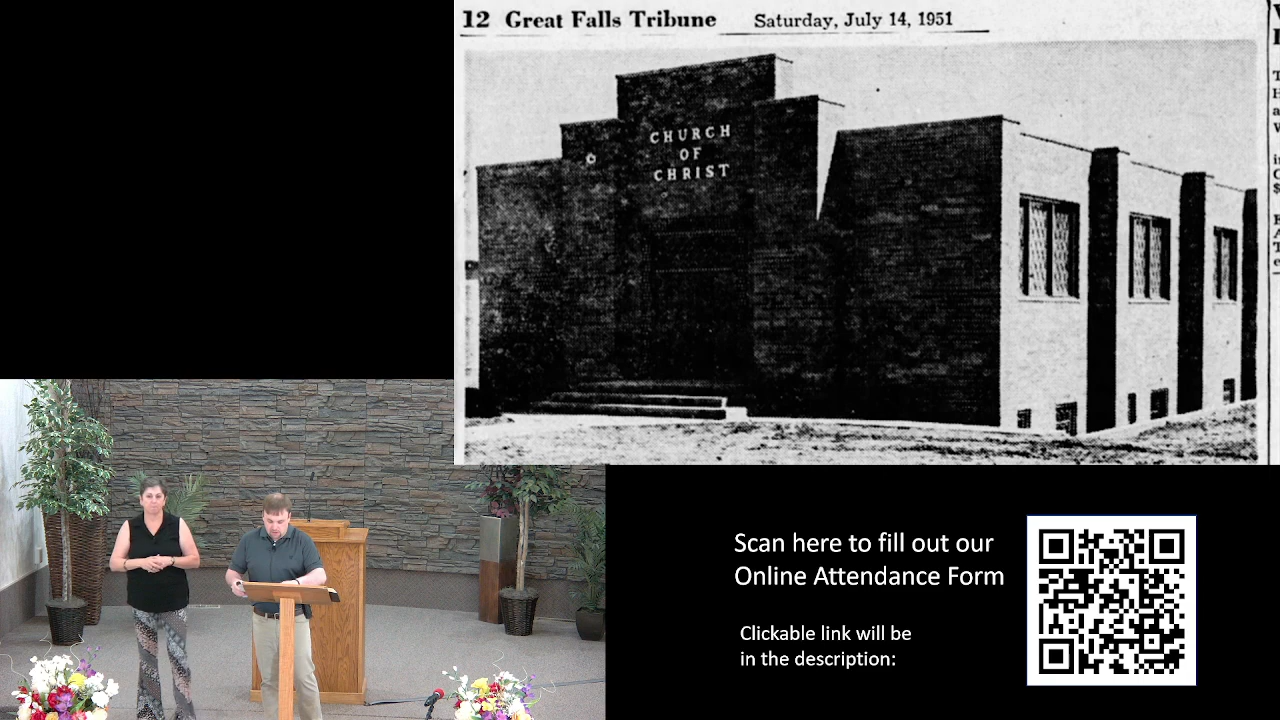 12 Great Falls Tribune Saturday, July 14, 1951
CHURCH
OF
CHRIST
Scan here to fill out our
Online Attendance Form
Clickable link will be
in the description: